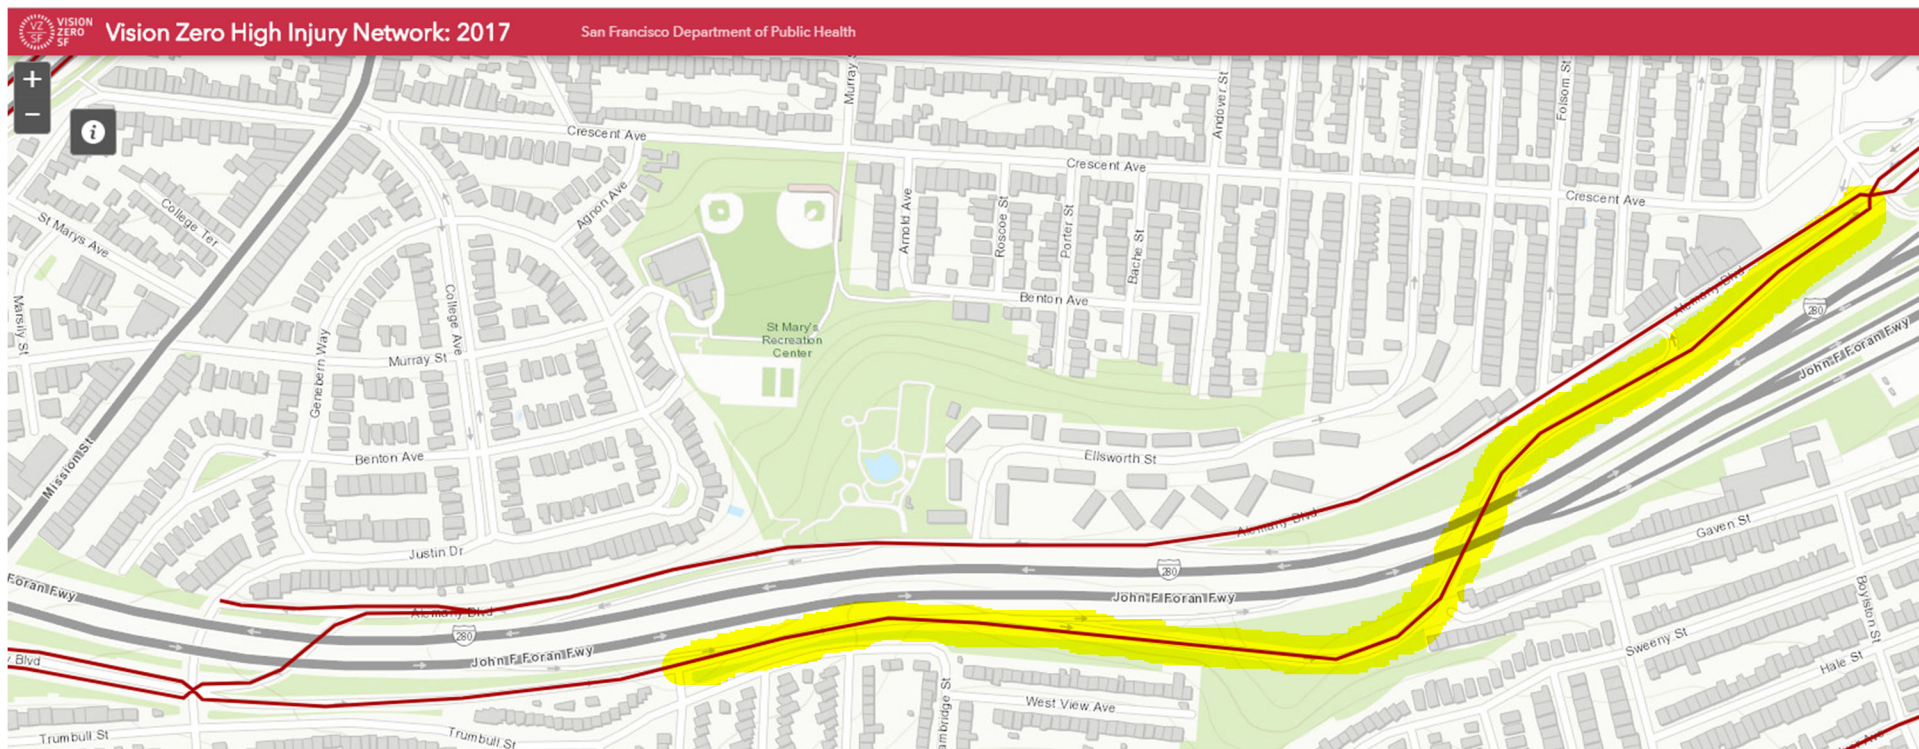 VISION
ZERO
SF
VZ
SF
Vision Zero High Injury Network: 2017
San Francisco Department of Public Health
+
−
i
Murray S
Andover St
Folsom St
Crescent Ave
Crescent Ave
Crescent Ave
College Ter
St Marys Ave
Agnon Ave
Arnold Ave
Roscoe St
Porter St
Bache St
Benton Ave
Marsily St
College Ave
Genebern Way
Murray St
St Mary's
Recreation
Center
Alemany Blvd
280
John F Foran Fwy
Mission St
Benton Ave
Ellsworth St
Alemany Blvd
Gaven St
Justin Dr
Foran Fwy
280
John F Foran Fwy
Alemany Blvd
280
John F Foran Fwy
Boylston St
Sweeny St
Hale St
y Blvd
West View Ave
ambridge St
Trumbull St
Trumbull St